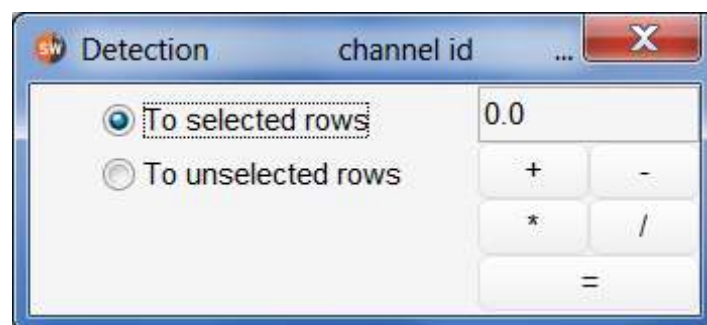 SW Detection channel id ...
To selected rows 0.0
To unselected rows + -
* /
=